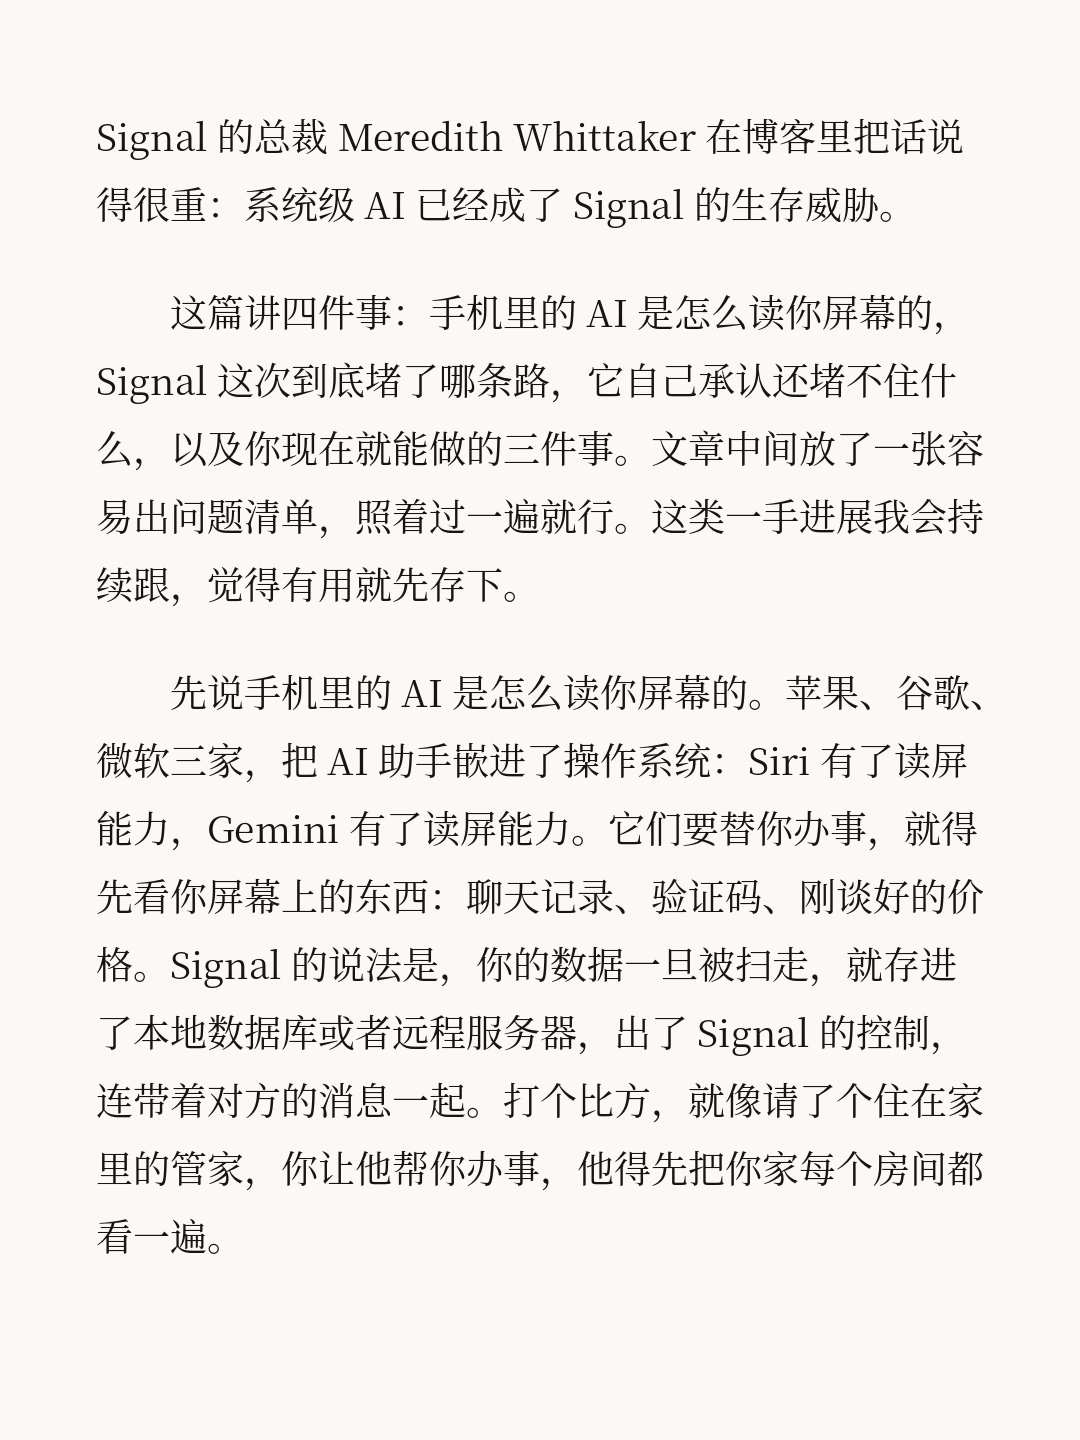 Signal 的总裁 Meredith Whittaker 在博客里把话说
得很重：系统级 AI 已经成了 Signal 的生存威胁。
这篇讲四件事：手机里的 AI 是怎么读你屏幕的，
Signal 这次到底堵了哪条路，它自己承认还堵不住什
么，以及你现在就能做的三件事。文章中间放了一张容
易出问题清单，照着过一遍就行。这类一手进展我会持
续跟，觉得有用就先存下。
先说手机里的 AI 是怎么读你屏幕的。苹果、谷歌、
微软三家，把 AI 助手嵌进了操作系统：Siri 有了读屏
能力，Gemini 有了读屏能力。它们要替你办事，就得
先看你屏幕上的东西：聊天记录、验证码、刚谈好的价
格。Signal 的说法是，你的数据一旦被扫走，就存进
了本地数据库或者远程服务器，出了 Signal 的控制，
连带着对方的消息一起。打个比方，就像请了个住在家
里的管家，你让他帮你办事，他得先把你家每个房间都
看一遍。